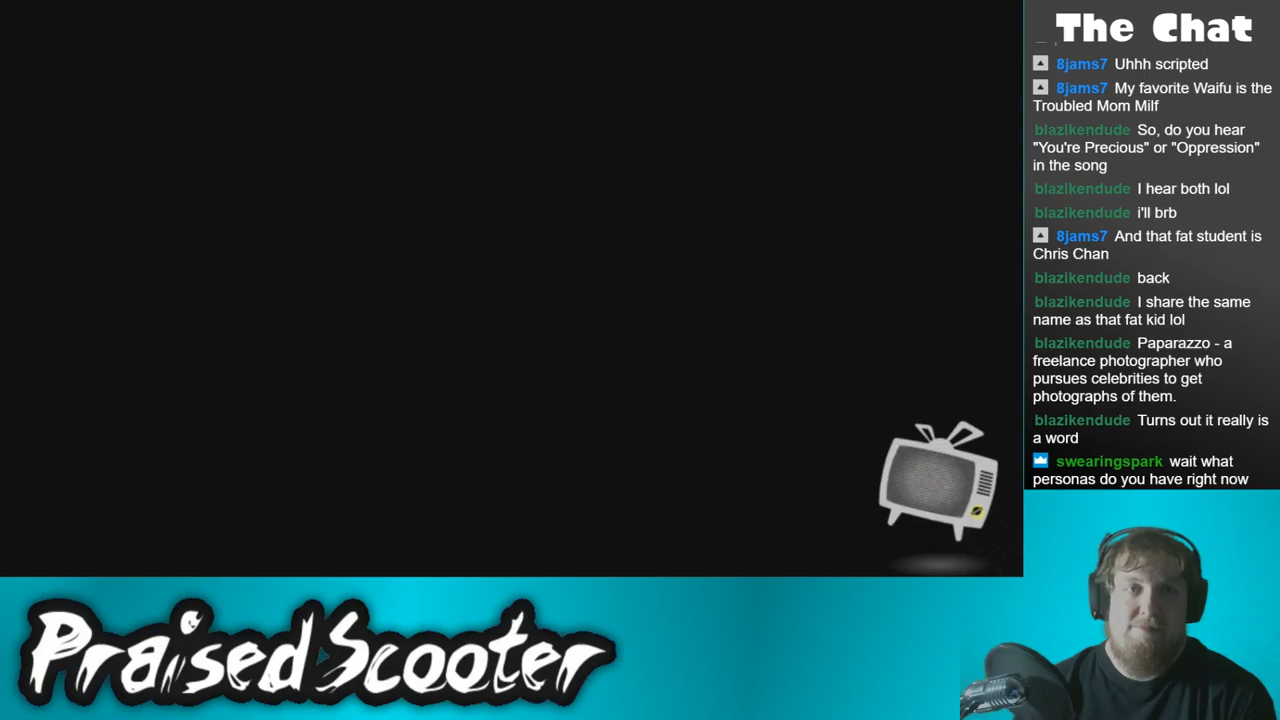 The Chat
8jams7 Uhhh scripted
8jams7 My favorite Waifu is the
Troubled Mom Milf
blazikendude So, do you hear
"You're Precious" or "Oppression"
in the song
blazikendude I hear both lol
blazikendude i'll brb
8jams7 And that fat student is
Chris Chan
blazikendude back
blazikendude I share the same
name as that fat kid lol
blazikendude Paparazzo - a
freelance photographer who
pursues celebrities to get
photographs of them.
blazikendude Turns out it really is
a word
swearingspark wait what
personas do you have right now
PraisedScooter